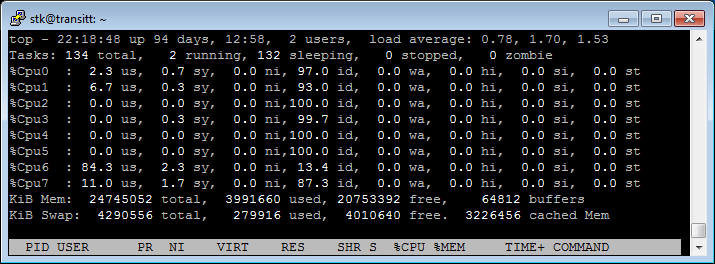 stk@transitt: ~
top - 22:18:48 up 94 days, 12:58,  2 users,  load average: 0.78, 1.70, 1.53
Tasks: 134 total,   2 running, 132 sleeping,   0 stopped,   0 zombie
%Cpu0  :  2.3 us,  0.7 sy,  0.0 ni, 97.0 id,  0.0 wa,  0.0 hi,  0.0 si,  0.0 st
%Cpu1  :  6.7 us,  0.3 sy,  0.0 ni, 93.0 id,  0.0 wa,  0.0 hi,  0.0 si,  0.0 st
%Cpu2  :  0.0 us,  0.0 sy,  0.0 ni,100.0 id,  0.0 wa,  0.0 hi,  0.0 si,  0.0 st
%Cpu3  :  0.0 us,  0.3 sy,  0.0 ni, 99.7 id,  0.0 wa,  0.0 hi,  0.0 si,  0.0 st
%Cpu4  :  0.0 us,  0.0 sy,  0.0 ni,100.0 id,  0.0 wa,  0.0 hi,  0.0 si,  0.0 st
%Cpu5  :  0.0 us,  0.0 sy,  0.0 ni,100.0 id,  0.0 wa,  0.0 hi,  0.0 si,  0.0 st
%Cpu6  : 84.3 us,  2.3 sy,  0.0 ni, 13.4 id,  0.0 wa,  0.0 hi,  0.0 si,  0.0 st
%Cpu7  : 11.0 us,  1.7 sy,  0.0 ni, 87.3 id,  0.0 wa,  0.0 hi,  0.0 si,  0.0 st
KiB Mem:  24745052 total,  3991660 used, 20753392 free,    64812 buffers
KiB Swap:  4290556 total,   279916 used,  4010640 free.  3226456 cached Mem
  PID USER      PR  NI    VIRT    RES    SHR S  %CPU %MEM     TIME+ COMMAND